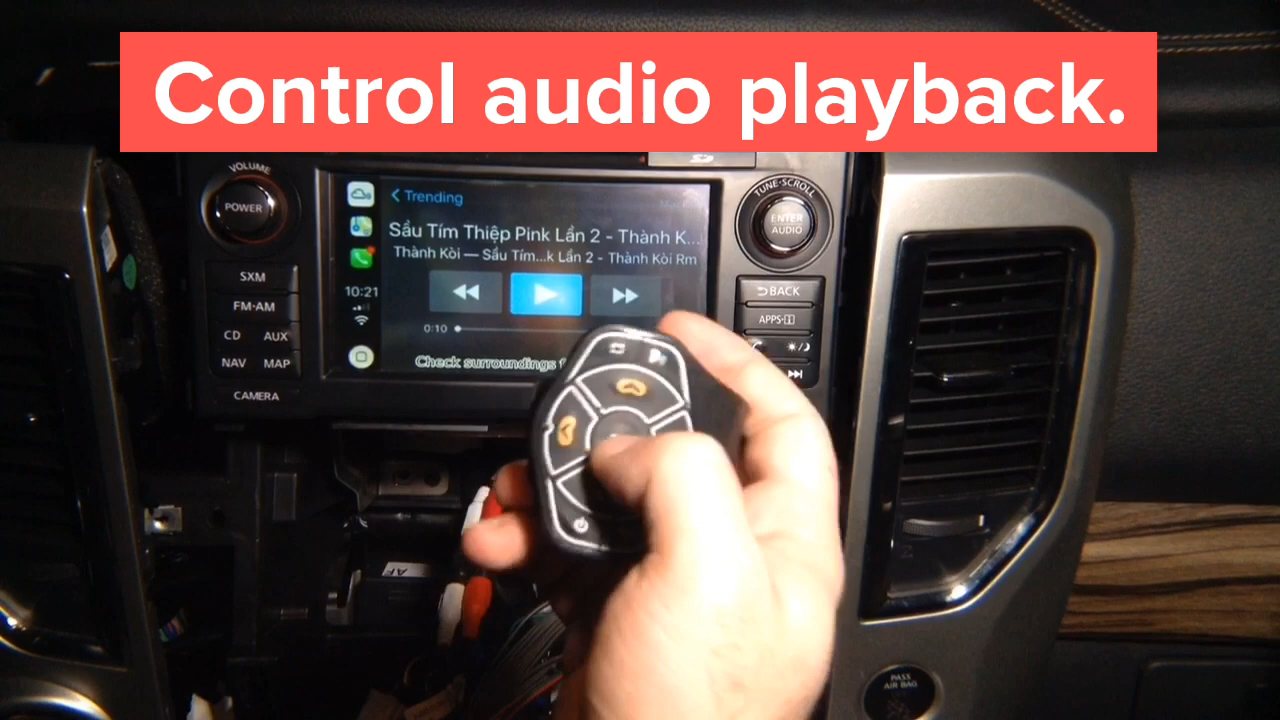 Control audio playback.
VOLUME
POWER
SXM
FM·AM
CD AUX
NAV MAP
CAMERA
Trending
Sầu Tím Thiệp Pink Lần 2 - Thành K...
Thành Kòi — Sầu Tím...k Lần 2 - Thành Kòi Rm
10:21
0:10
Check surroundings
TUNE·SCROLL
ENTER
AUDIO
BACK
APPS
AF
PASS
AIR BAG